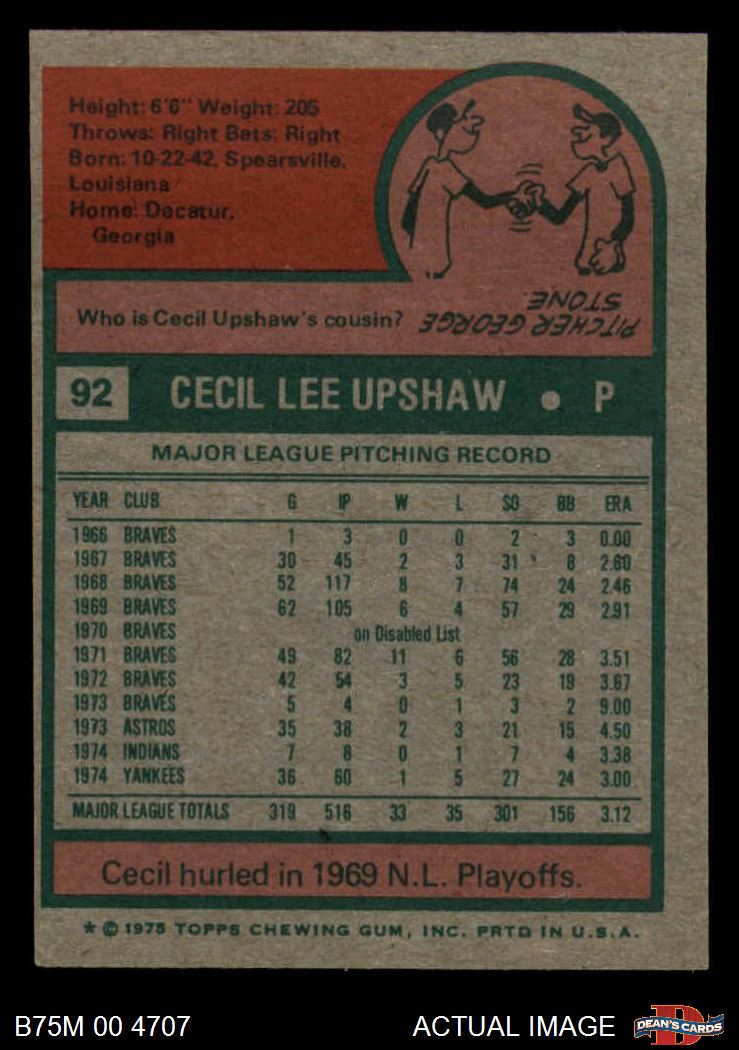 Height: 6'6" Weight: 205
Throws: Right Bats: Right
Born: 10-22-42, Spearsville,
Louisiana
Home: Decatur,
Georgia
Who is Cecil Upshaw's cousin?
PITCHER GEORGE
STONE
92 CECIL LEE UPSHAW • P
MAJOR LEAGUE PITCHING RECORD
YEAR CLUB G IP W L SO BB ERA
1966 BRAVES 1 3 0 0 2 3 0.00
1967 BRAVES 30 45 2 3 31 8 2.60
1968 BRAVES 52 117 8 7 74 24 2.46
1969 BRAVES 62 105 6 4 57 29 2.91
1970 BRAVES on Disabled List
1971 BRAVES 49 82 11 6 56 28 3.51
1972 BRAVES 42 54 3 5 23 19 3.67
1973 BRAVES 5 4 0 1 3 2 9.00
1973 ASTROS 35 38 2 3 21 15 4.50
1974 INDIANS 7 8 0 1 7 4 3.38
1974 YANKEES 36 60 1 5 27 24 3.00
MAJOR LEAGUE TOTALS 319 516 33 35 301 156 3.12
Cecil hurled in 1969 N.L. Playoffs.
* © 1975 TOPPS CHEWING GUM, INC. PRTD IN U.S.A.
B75M 00 4707 ACTUAL IMAGE
D
DEAN'S CARDS